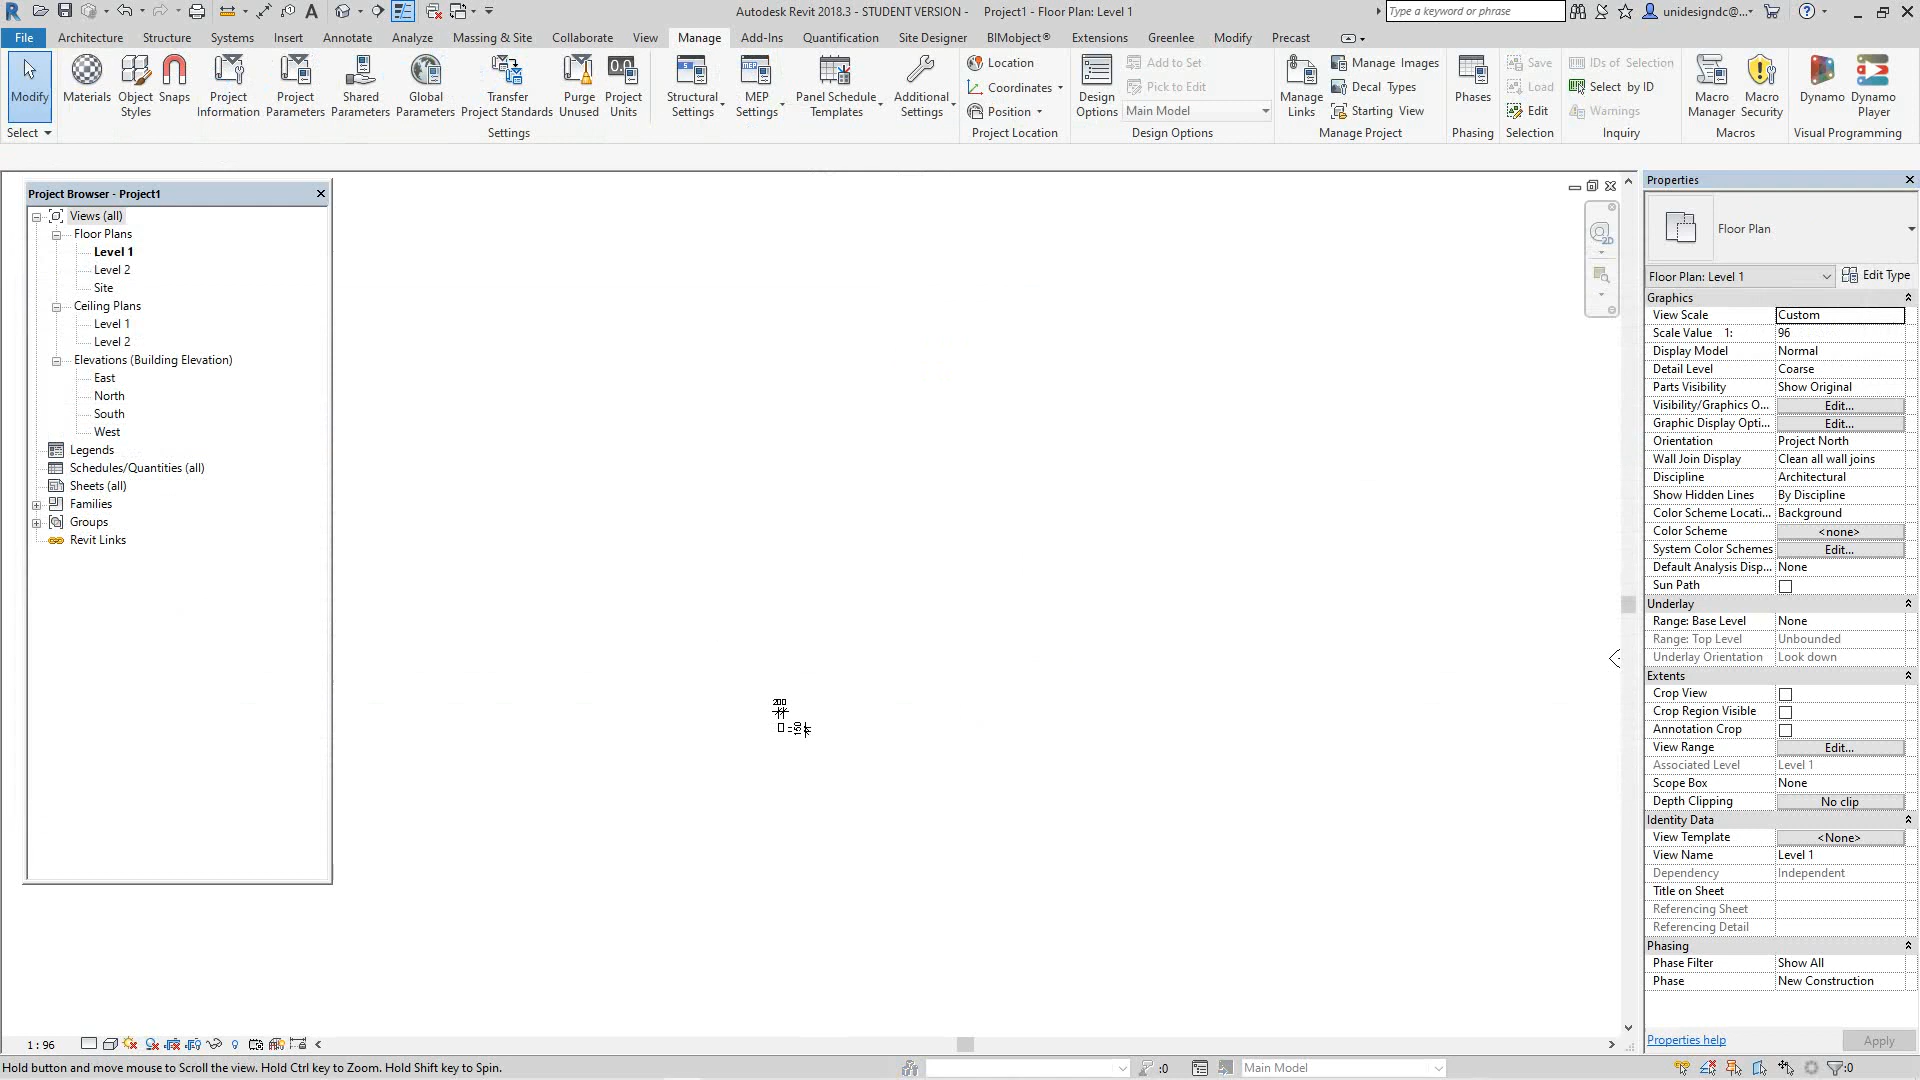 Autodesk Revit 2018.3 - STUDENT VERSION - Project1 - Floor Plan: Level 1
Type a keyword or phrase
unidesigndc@...
File Architecture Structure Systems Insert Annotate Analyze Massing & Site Collaborate View Manage Add-Ins Quantification Site Designer BIMobject® Extensions Greenlee Modify Precast
Modify
Materials
Object Styles
Snaps
Project Information
Project Parameters
Shared Parameters
Global Parameters
Transfer Project Standards
Purge Unused
Project Units
Structural Settings
MEP Settings
Panel Schedule Templates
Additional Settings
Location
Coordinates
Position
Design Options
Add to Set
Pick to Edit
Main Model
Manage Links
Manage Images
Decal Types
Starting View
Phases
Save
Load
Edit
IDs of Selection
Select by ID
Warnings
Macro Manager
Macro Security
Dynamo
Dynamo Player
Select Settings Project Location Design Options Manage Project Phasing Selection Inquiry Macros Visual Programming
Project Browser - Project1
Views (all)
Floor Plans
Level 1
Level 2
Site
Ceiling Plans
Level 1
Level 2
Elevations (Building Elevation)
East
North
South
West
Legends
Schedules/Quantities (all)
Sheets (all)
Families
Groups
Revit Links
2D
200
Properties
Floor Plan
Floor Plan: Level 1 Edit Type
Graphics
View Scale Custom
Scale Value 1: 96
Display Model Normal
Detail Level Coarse
Parts Visibility Show Original
Visibility/Graphics O... Edit...
Graphic Display Opti... Edit...
Orientation Project North
Wall Join Display Clean all wall joins
Discipline Architectural
Show Hidden Lines By Discipline
Color Scheme Locati... Background
Color Scheme <none>
System Color Schemes Edit...
Default Analysis Disp... None
Sun Path
Underlay
Range: Base Level None
Range: Top Level Unbounded
Underlay Orientation Look down
Extents
Crop View
Crop Region Visible
Annotation Crop
View Range Edit...
Associated Level Level 1
Scope Box None
Depth Clipping No clip
Identity Data
View Template <None>
View Name Level 1
Dependency Independent
Title on Sheet
Referencing Sheet
Referencing Detail
Phasing
Phase Filter Show All
Phase New Construction
Properties help Apply
1 : 96
Hold button and move mouse to Scroll the view. Hold Ctrl key to Zoom. Hold Shift key to Spin.
:0
Main Model
:0